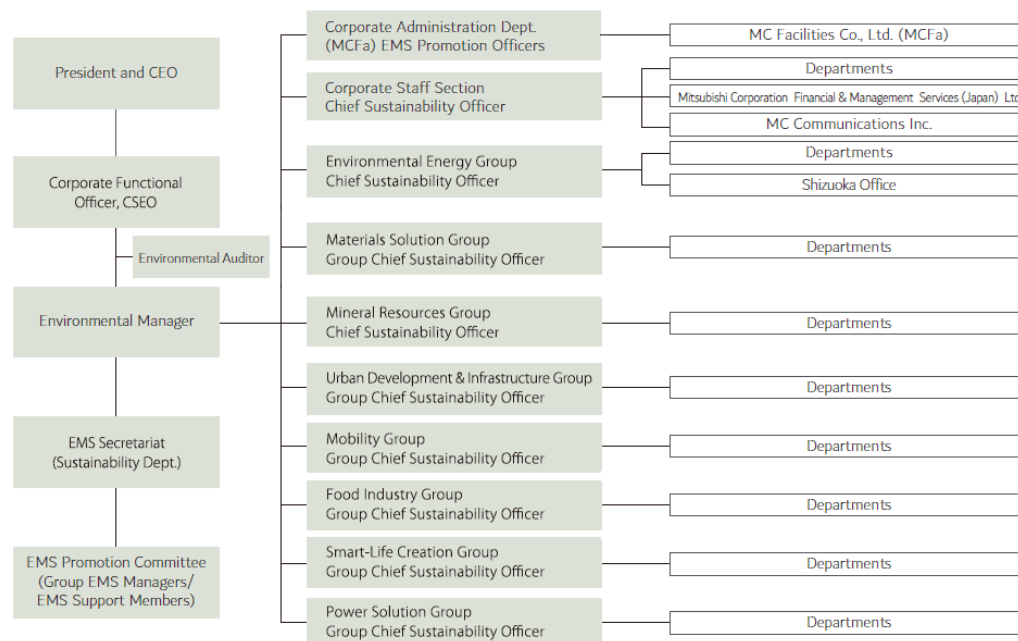 President and CEO
Corporate Functional
Officer, CSEO
Environmental Auditor
Environmental Manager
EMS Secretariat
(Sustainability Dept.)
EMS Promotion Committee
(Group EMS Managers/
EMS Support Members)
Corporate Administration Dept.
(MCFa) EMS Promotion Officers
MC Facilities Co., Ltd. (MCFa)
Corporate Staff Section
Chief Sustainability Officer
Departments
Mitsubishi Corporation Financial & Management Services (Japan) Ltd
MC Communications Inc.
Environmental Energy Group
Chief Sustainability Officer
Departments
Shizuoka Office
Materials Solution Group
Group Chief Sustainability Officer
Departments
Mineral Resources Group
Chief Sustainability Officer
Departments
Urban Development & Infrastructure Group
Group Chief Sustainability Officer
Departments
Mobility Group
Group Chief Sustainability Officer
Departments
Food Industry Group
Group Chief Sustainability Officer
Departments
Smart-Life Creation Group
Group Chief Sustainability Officer
Departments
Power Solution Group
Group Chief Sustainability Officer
Departments